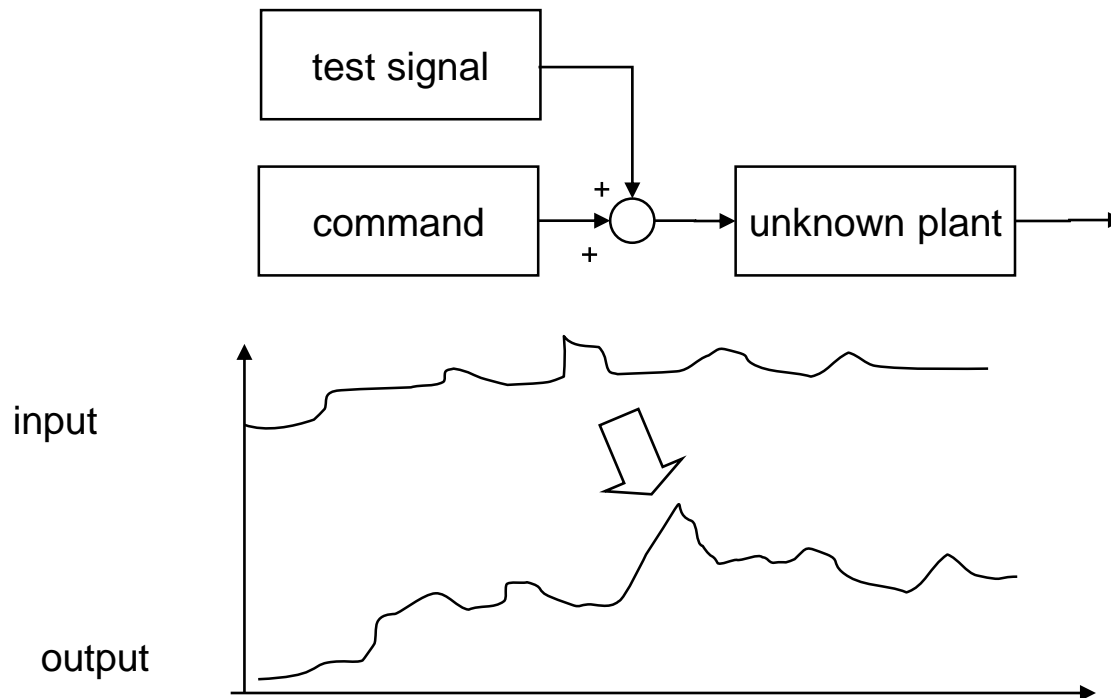 test signal
+
command
+
unknown plant
input
output